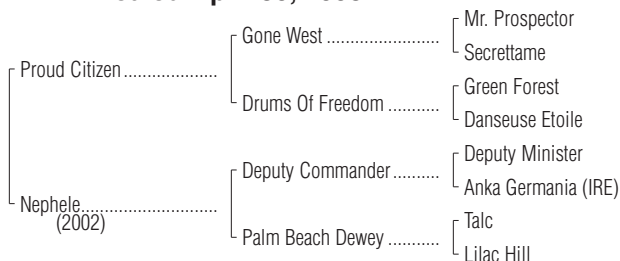 Mr. Prospector
Gone West ........................
Secrettame
Proud Citizen ....................
Green Forest
Drums Of Freedom ...........
Danseuse Etoile
Deputy Minister
Deputy Commander ..........
Anka Germania (IRE)
Nephele.............................
(2002)
Talc
Palm Beach Dewey ...........
Lilac Hill